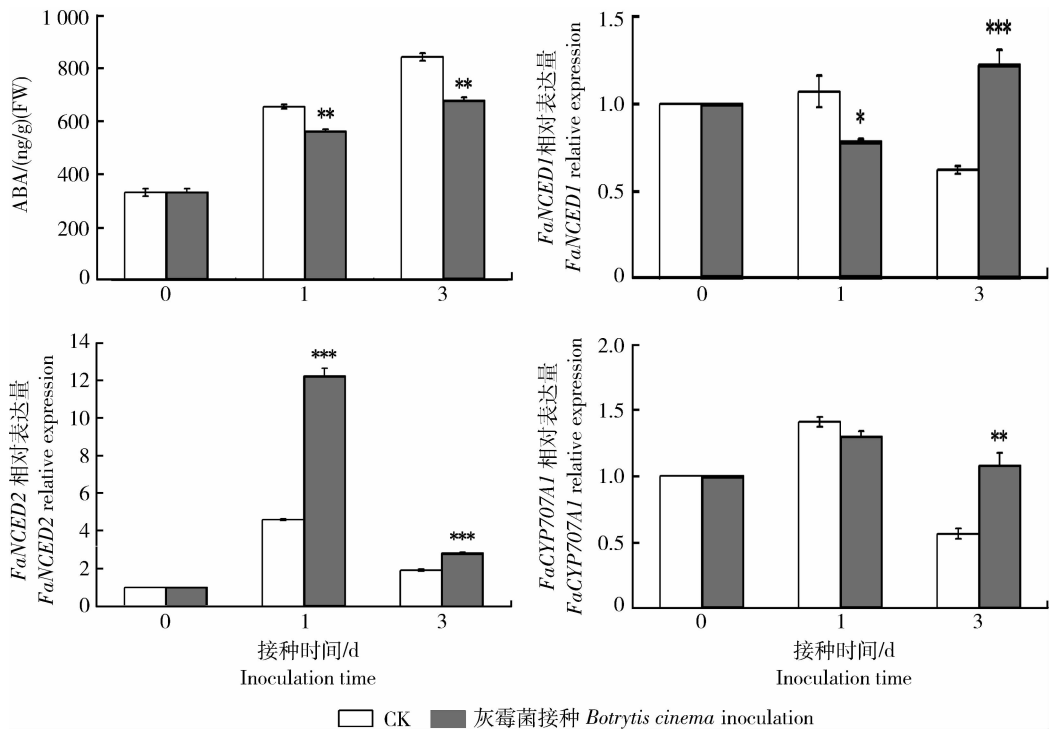 1 000
800
600
400
200
0
ABA/(ng/g)(FW)
**
**
0 1 3
1.5
1.0
0.5
0
FaNCED1相对表达量
FaNCED1 relative expression
*
***
0 1 3
14
12
10
8
6
4
2
0
FaNCED2 相对表达量
FaNCED2 relative expression
***
***
0 1 3
接种时间/d
Inoculation time
2.0
1.5
1.0
0.5
0
FaCYP707A1 相对表达量
FaCYP707A1 relative expression
**
0 1 3
接种时间/d
Inoculation time
CK 灰霉菌接种 Botrytis cinema inoculation